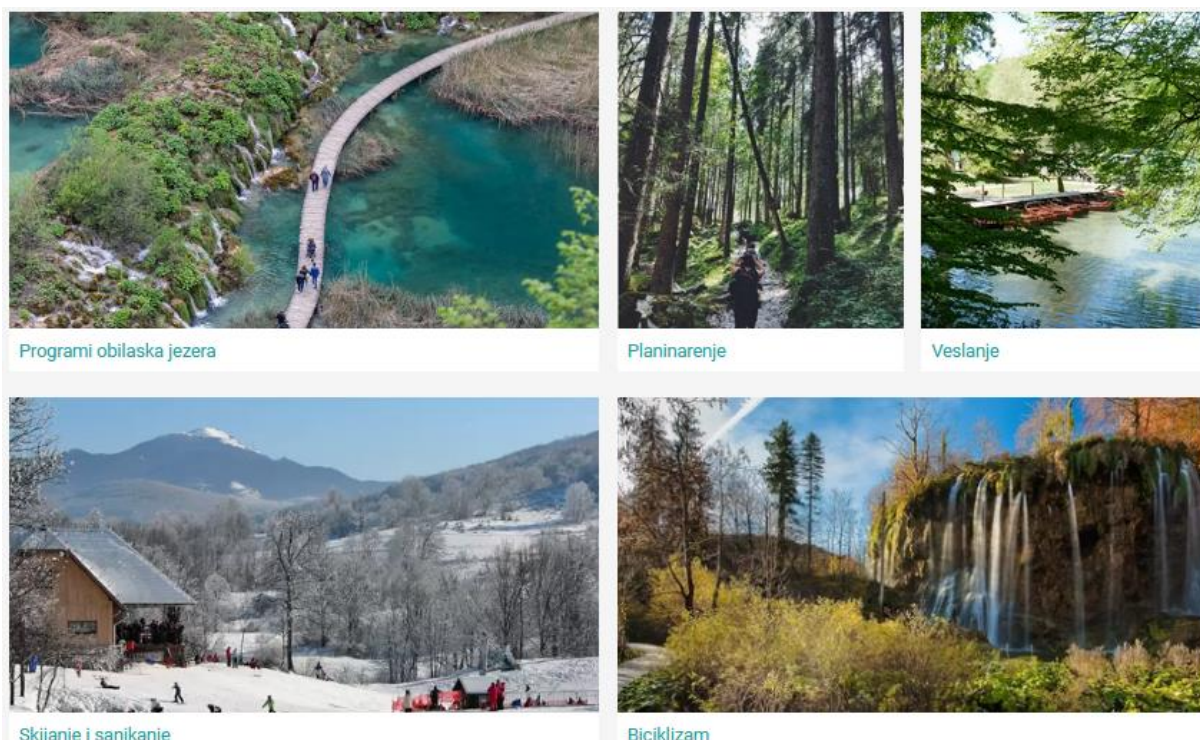 Programi obilaska jezera
Planinarenje
Veslanje
Skijanje i sanjkanje
Biciklizam